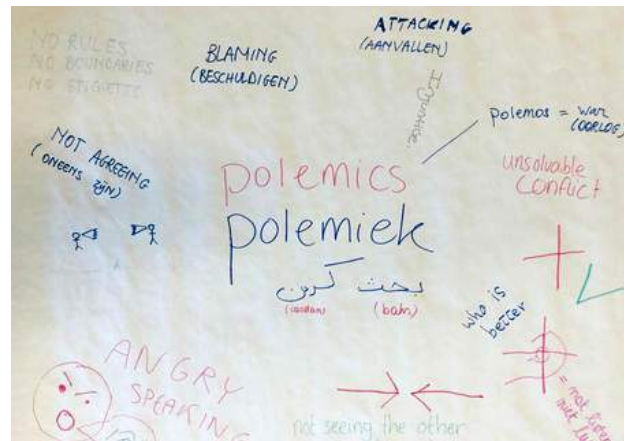 NO RULES
NO BOUNDARIES
NO ETIQUETTE
BLAMING
(BESCHULDIGEN)
ATTACKING
(AANVALLEN)
polemos = war
(OORLOG)
NOT AGREEING
(ONEENS ZIJN)
unsolvable
CONFLICT
polemics
polemiek
بحث کردن
(bahn)
who is
better
ANGRY
SPEAKING
not seeing the other